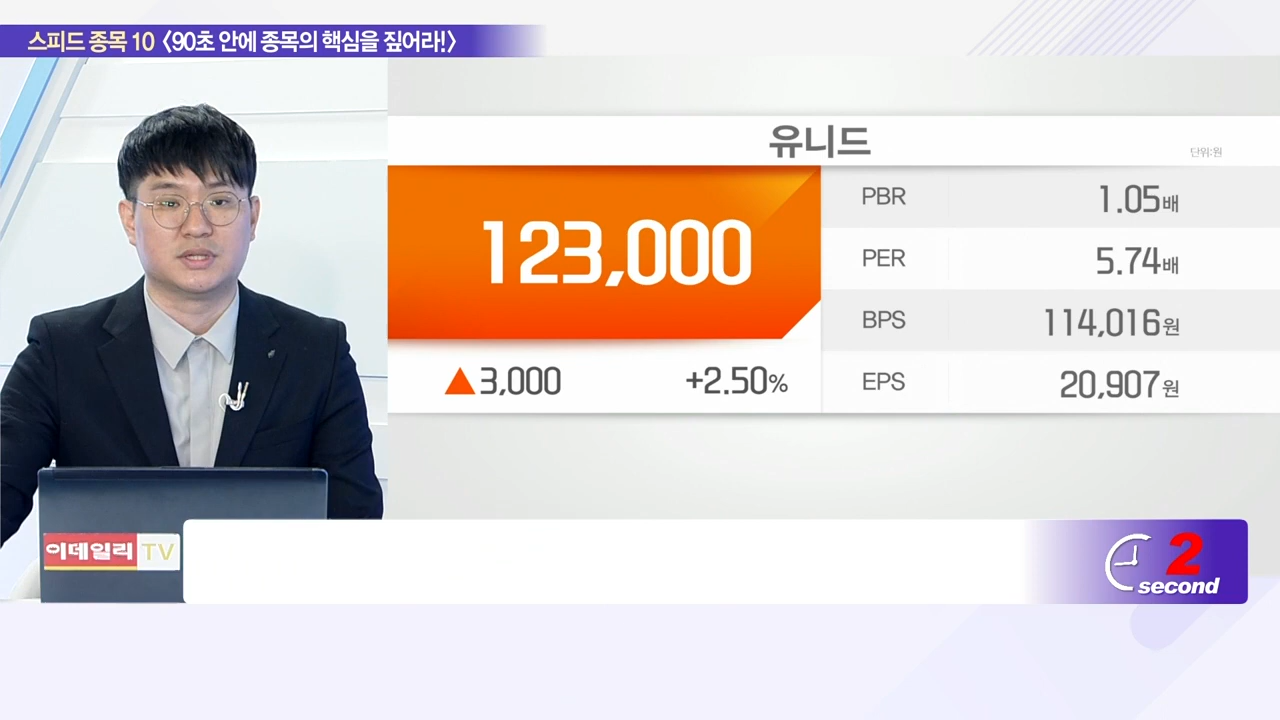 스피드 종목 10 〈90초 안에 종목의 핵심을 짚어라!〉
유니드
단위:원
123,000
▲3,000 +2.50%
PBR 1.05배
PER 5.74배
BPS 114,016원
EPS 20,907원
이데일리 TV
2
second